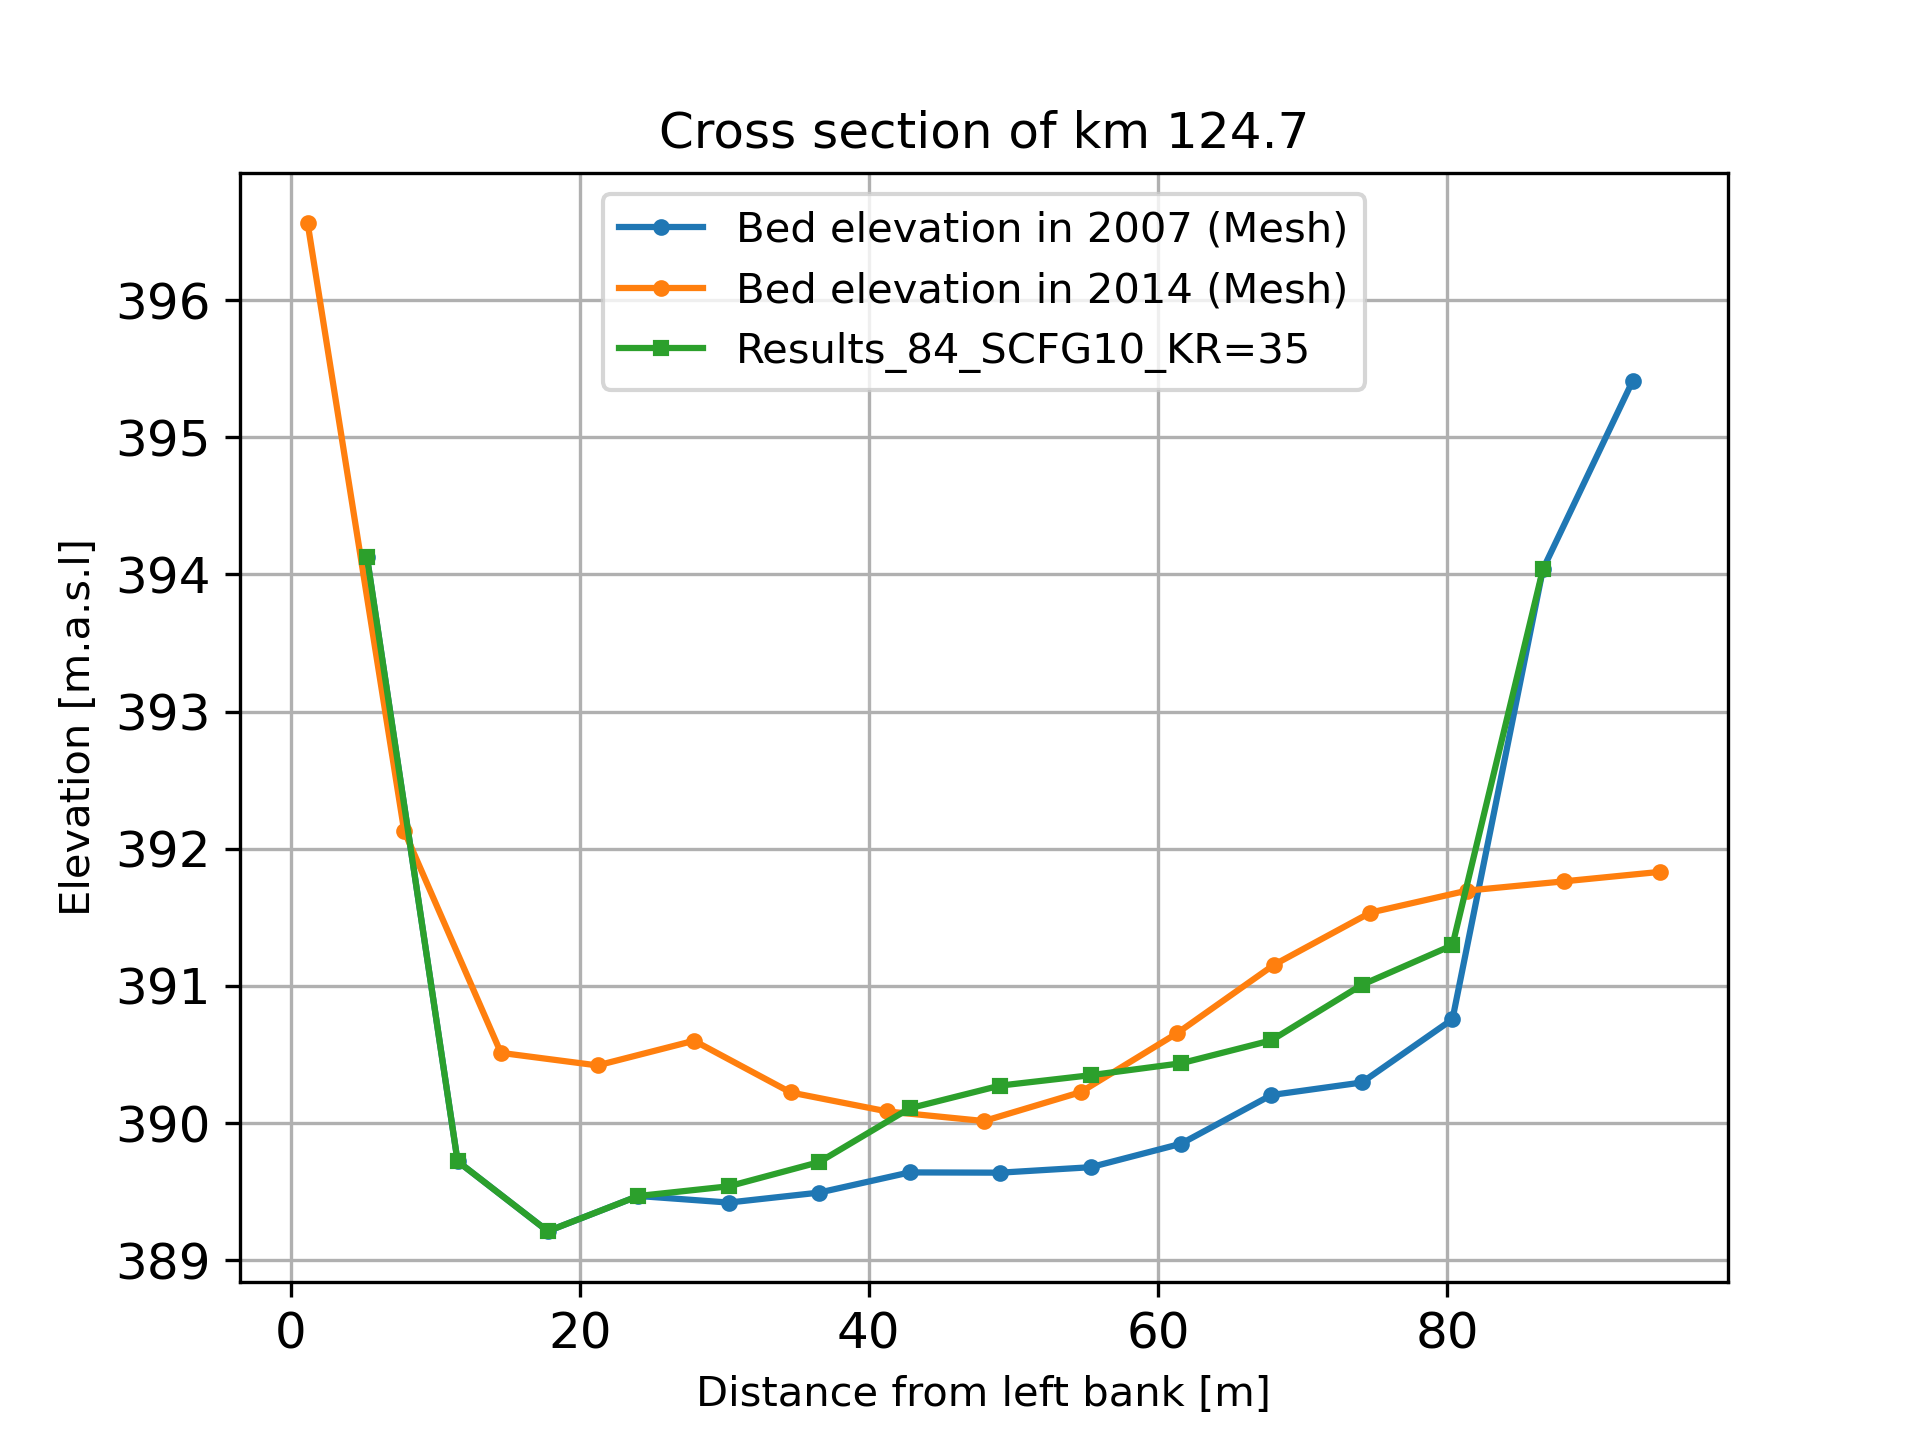 Cross section of km 124.7
Bed elevation in 2007 (Mesh)
Bed elevation in 2014 (Mesh)
Results_84_SCFG10_KR=35
396
395
394
393
392
391
390
389
Elevation [m.a.s.l]
0 20 40 60 80
Distance from left bank [m]